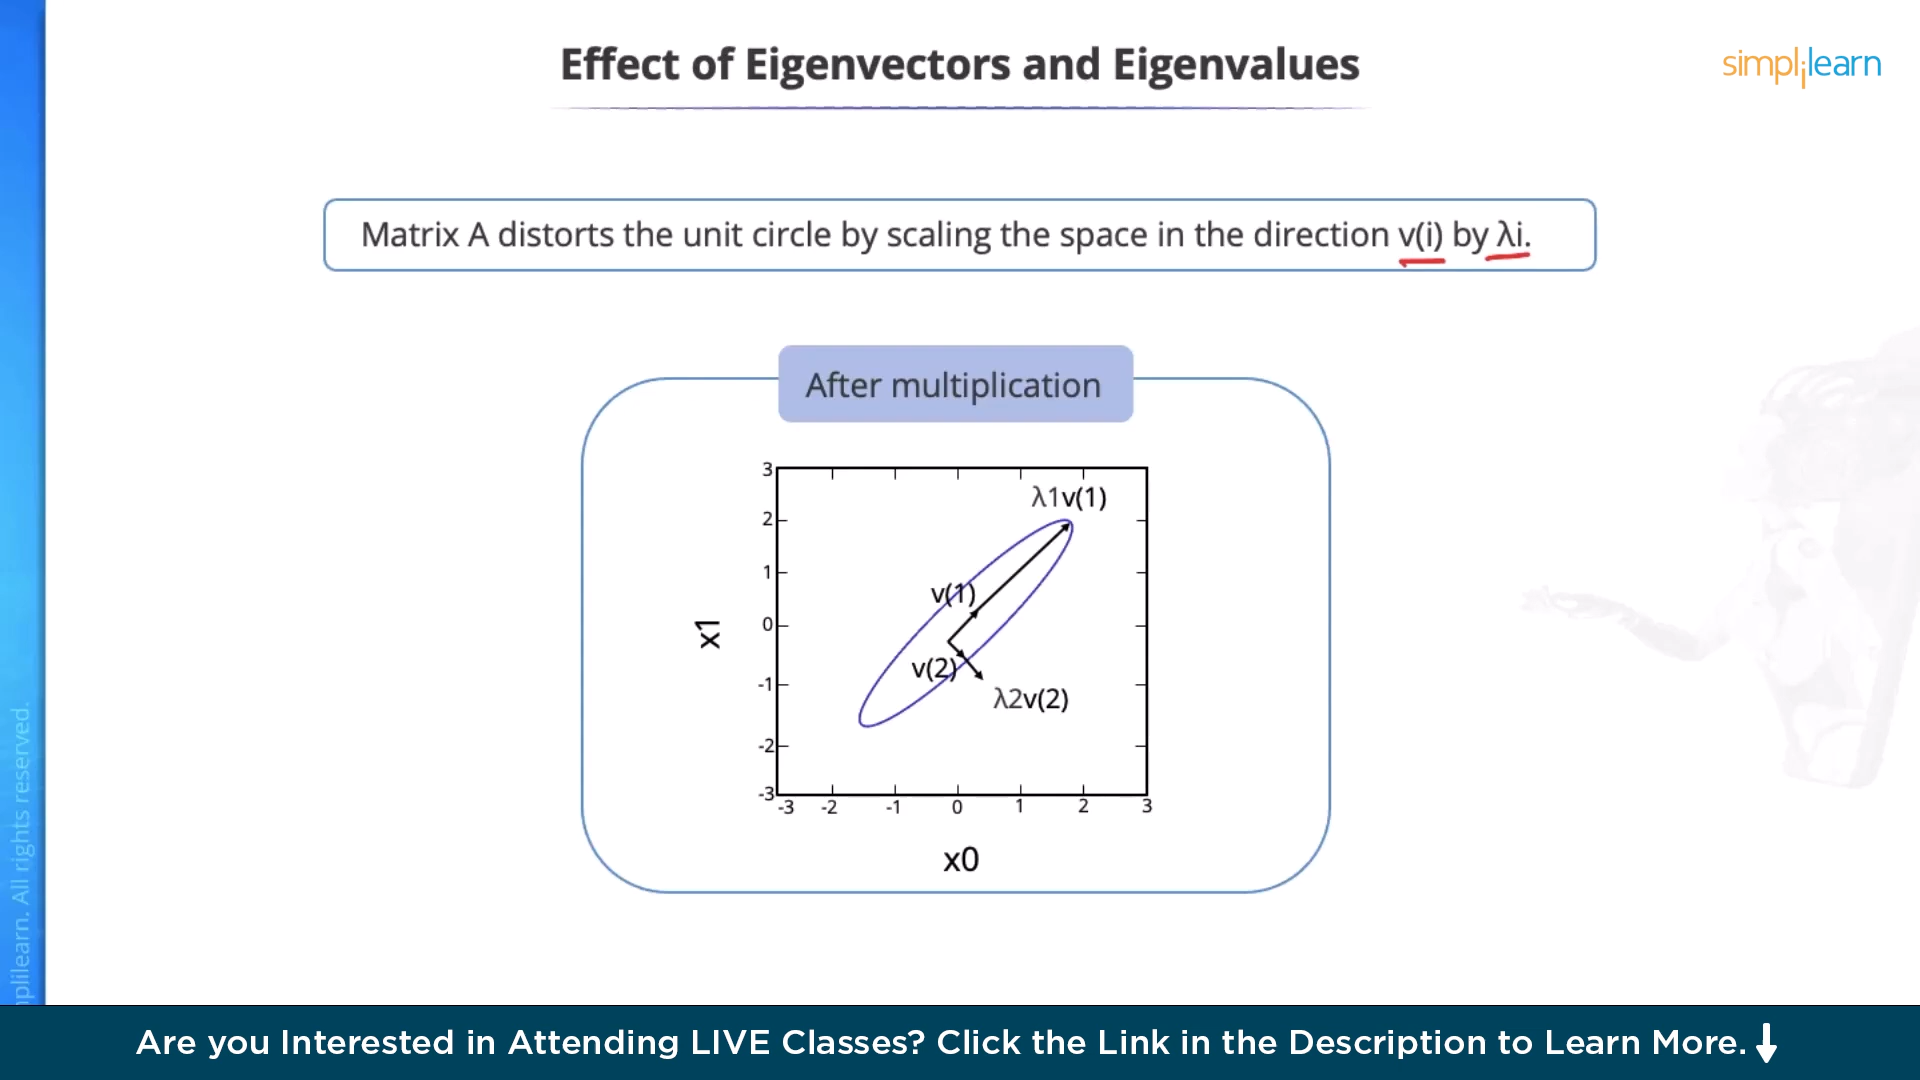 Effect of Eigenvectors and Eigenvalues
simplilearn
Matrix A distorts the unit circle by scaling the space in the direction v(i) by λi.
After multiplication
3
2
1
0
-1
-2
-3
x1
λ1v(1)
v(1)
v(2)
λ2v(2)
-3 -2 -1 0 1 2 3
x0
plilearn. All rights reserved.
Are you Interested in Attending LIVE Classes? Click the Link in the Description to Learn More.